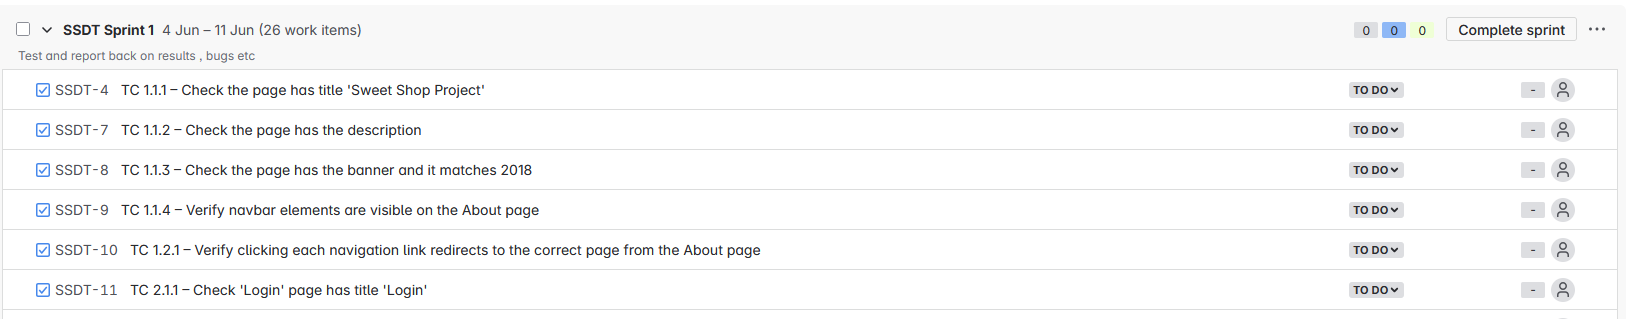 SSDT Sprint 1 4 Jun – 11 Jun (26 work items) 0 0 0 Complete sprint
Test and report back on results , bugs etc
SSDT-4 TC 1.1.1 – Check the page has title 'Sweet Shop Project' TO DO -
SSDT-7 TC 1.1.2 – Check the page has the description TO DO -
SSDT-8 TC 1.1.3 – Check the page has the banner and it matches 2018 TO DO -
SSDT-9 TC 1.1.4 – Verify navbar elements are visible on the About page TO DO -
SSDT-10 TC 1.2.1 – Verify clicking each navigation link redirects to the correct page from the About page TO DO -
SSDT-11 TC 2.1.1 – Check 'Login' page has title 'Login' TO DO -